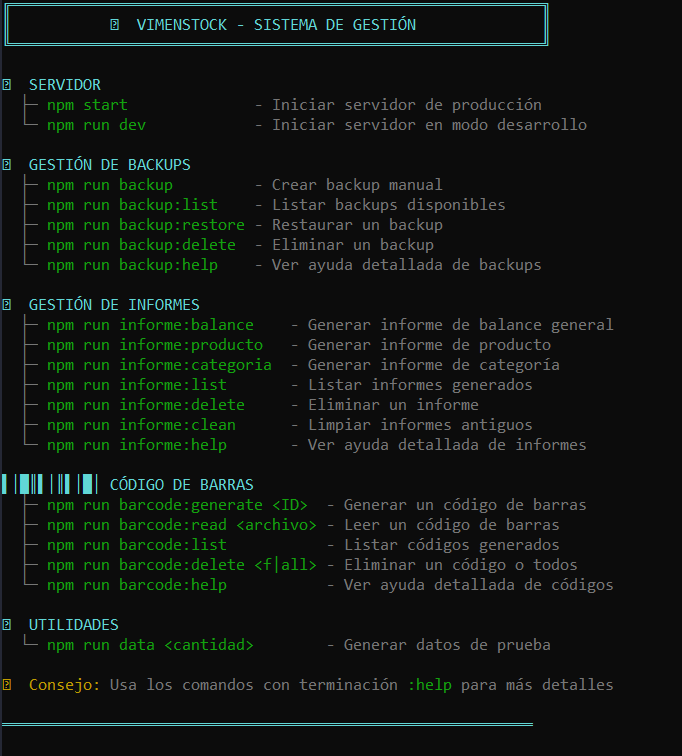 VIMENSTOCK - SISTEMA DE GESTIÓN
SERVIDOR
├─ npm start - Iniciar servidor de producción
└─ npm run dev - Iniciar servidor en modo desarrollo
GESTIÓN DE BACKUPS
├─ npm run backup - Crear backup manual
├─ npm run backup:list - Listar backups disponibles
├─ npm run backup:restore - Restaurar un backup
├─ npm run backup:delete - Eliminar un backup
└─ npm run backup:help - Ver ayuda detallada de backups
GESTIÓN DE INFORMES
├─ npm run informe:balance - Generar informe de balance general
├─ npm run informe:producto - Generar informe de producto
├─ npm run informe:categoria - Generar informe de categoría
├─ npm run informe:list - Listar informes generados
├─ npm run informe:delete - Eliminar un informe
├─ npm run informe:clean - Limpiar informes antiguos
└─ npm run informe:help - Ver ayuda detallada de informes
CÓDIGO DE BARRAS
├─ npm run barcode:generate <ID> - Generar un código de barras
├─ npm run barcode:read <archivo> - Leer un código de barras
├─ npm run barcode:list - Listar códigos generados
├─ npm run barcode:delete <f|all> - Eliminar un código o todos
└─ npm run barcode:help - Ver ayuda detallada de códigos
UTILIDADES
└─ npm run data <cantidad> - Generar datos de prueba
Consejo: Usa los comandos con terminación :help para más detalles